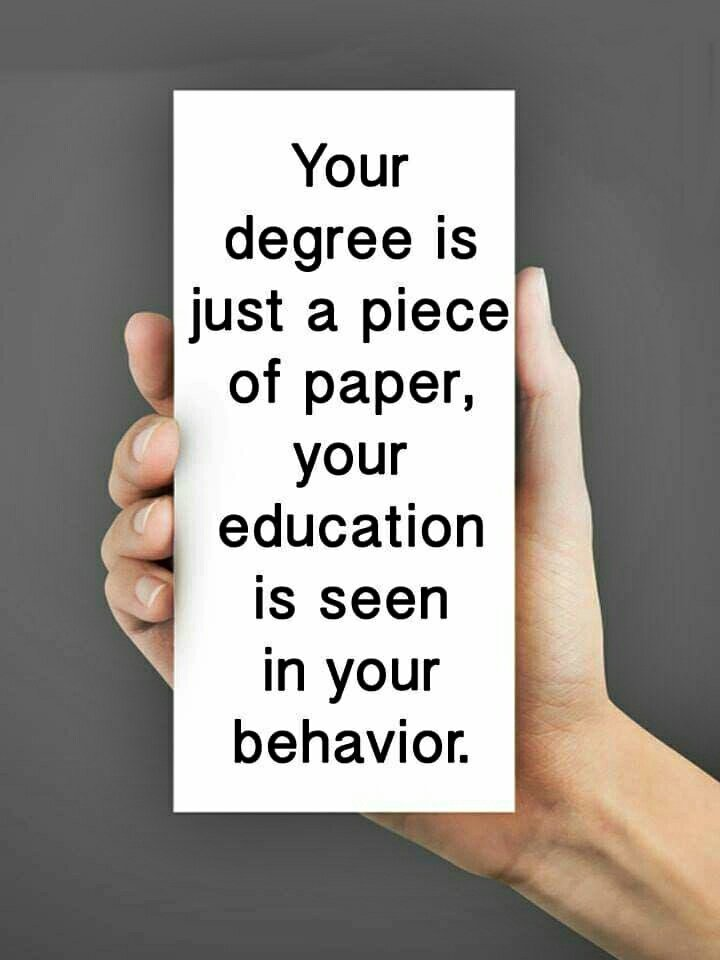 Your
degree is
just a piece
of paper,
your
education
is seen
in your
behavior.